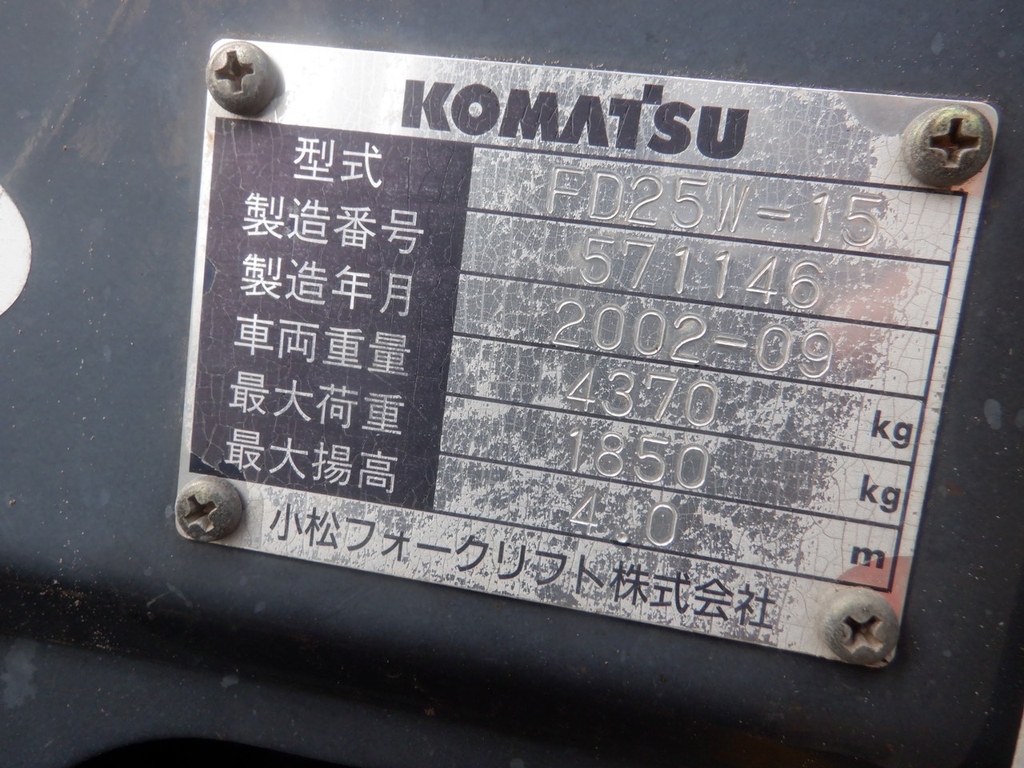 KOMATSU
型式 FD25W-15
製造番号 571146
製造年月 2002-09
車両重量 4370 kg
最大荷重 1850 kg
最大揚高 4.0 m
小松フォークリフト株式会社